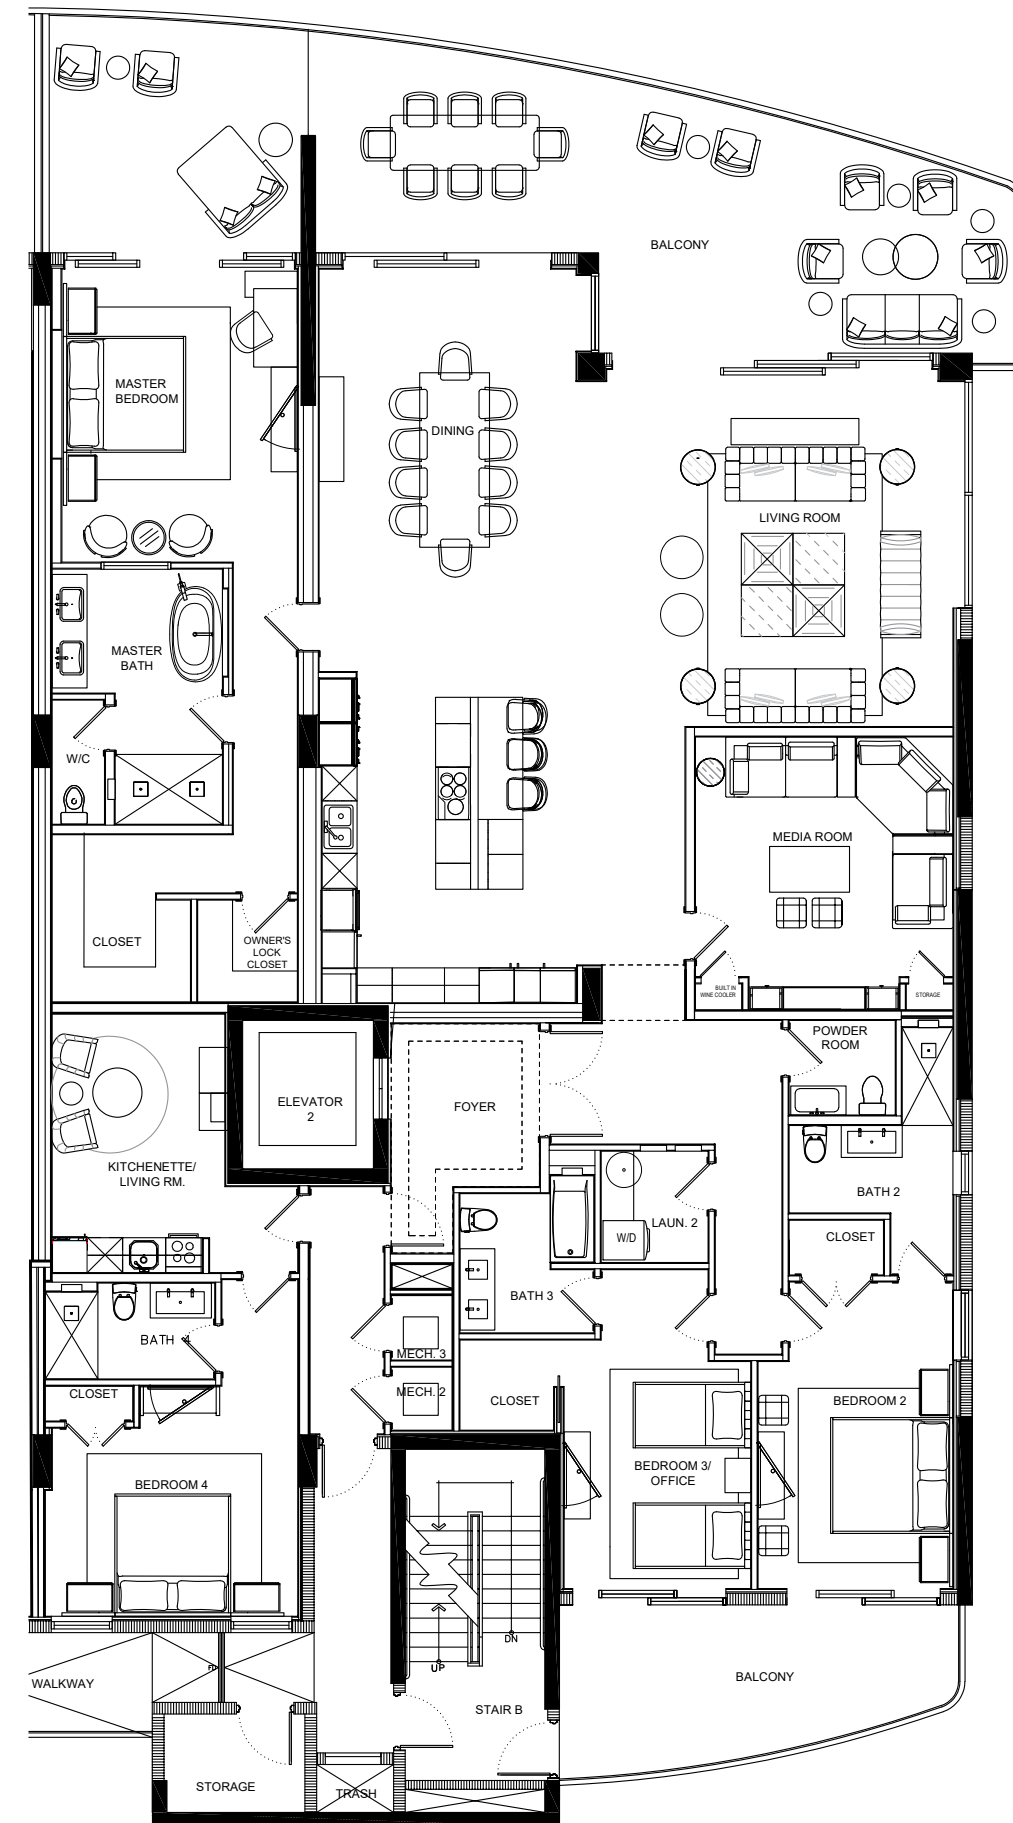 BALCONY
MASTER
BEDROOM
DINING
LIVING ROOM
MASTER
BATH
W/C
MEDIA ROOM
CLOSET
OWNER'S
LOCK
CLOSET
BUILT IN
WINE COOLER
STORAGE
POWDER
ROOM
ELEVATOR
2
FOYER
KITCHENETTE/
LIVING RM.
BATH 2
LAUN. 2
W/D
CLOSET
BATH 3
BATH 4
MECH. 3
CLOSET
MECH. 2
CLOSET
BEDROOM 2
BEDROOM 3/
OFFICE
BEDROOM 4
DN
UP
WALKWAY
BALCONY
STAIR B
STORAGE
TRASH